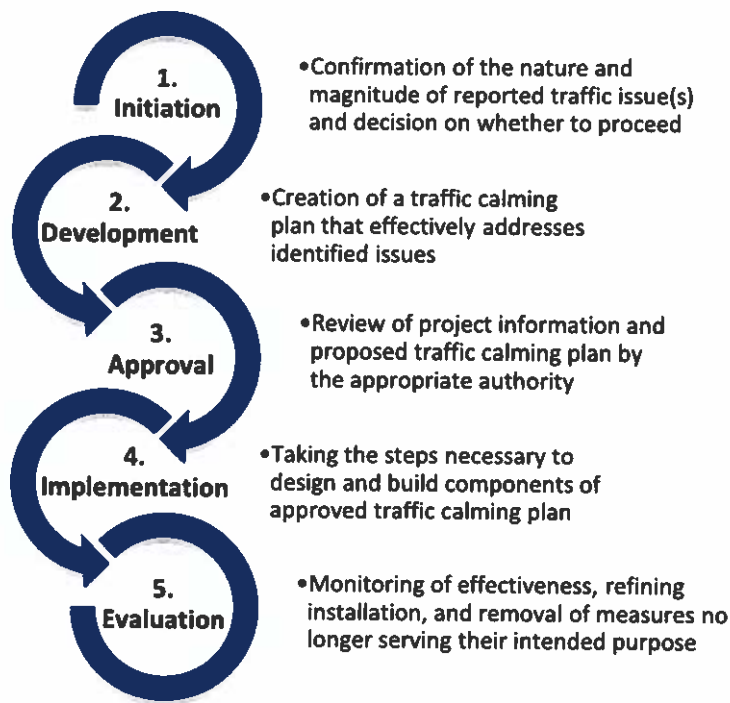 1.
Initiation
•Confirmation of the nature and
magnitude of reported traffic issue(s)
and decision on whether to proceed
2.
Development
•Creation of a traffic calming
plan that effectively addresses
identified issues
3.
Approval
•Review of project information and
proposed traffic calming plan by
the appropriate authority
4.
Implementation
•Taking the steps necessary to
design and build components of
approved traffic calming plan
5.
Evaluation
•Monitoring of effectiveness, refining
installation, and removal of measures no
longer serving their intended purpose